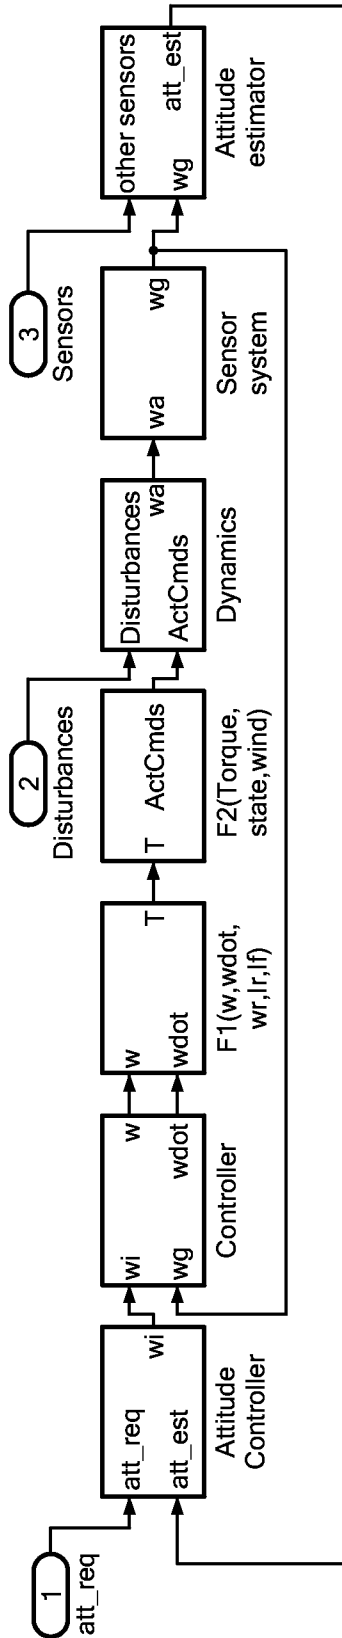 1
att_req
att_req
att_est
wi
Attitude
Controller
wi
wg
w
wdot
Controller
w
wdot
T
F1(w,wdot,
wr,Ir,If)
T
ActCmds
F2(Torque,
state,wind)
2
Disturbances
Disturbances
ActCmds
wa
Dynamics
wa
wg
Sensor
system
3
Sensors
other sensors
wg
att_est
Attitude
estimator